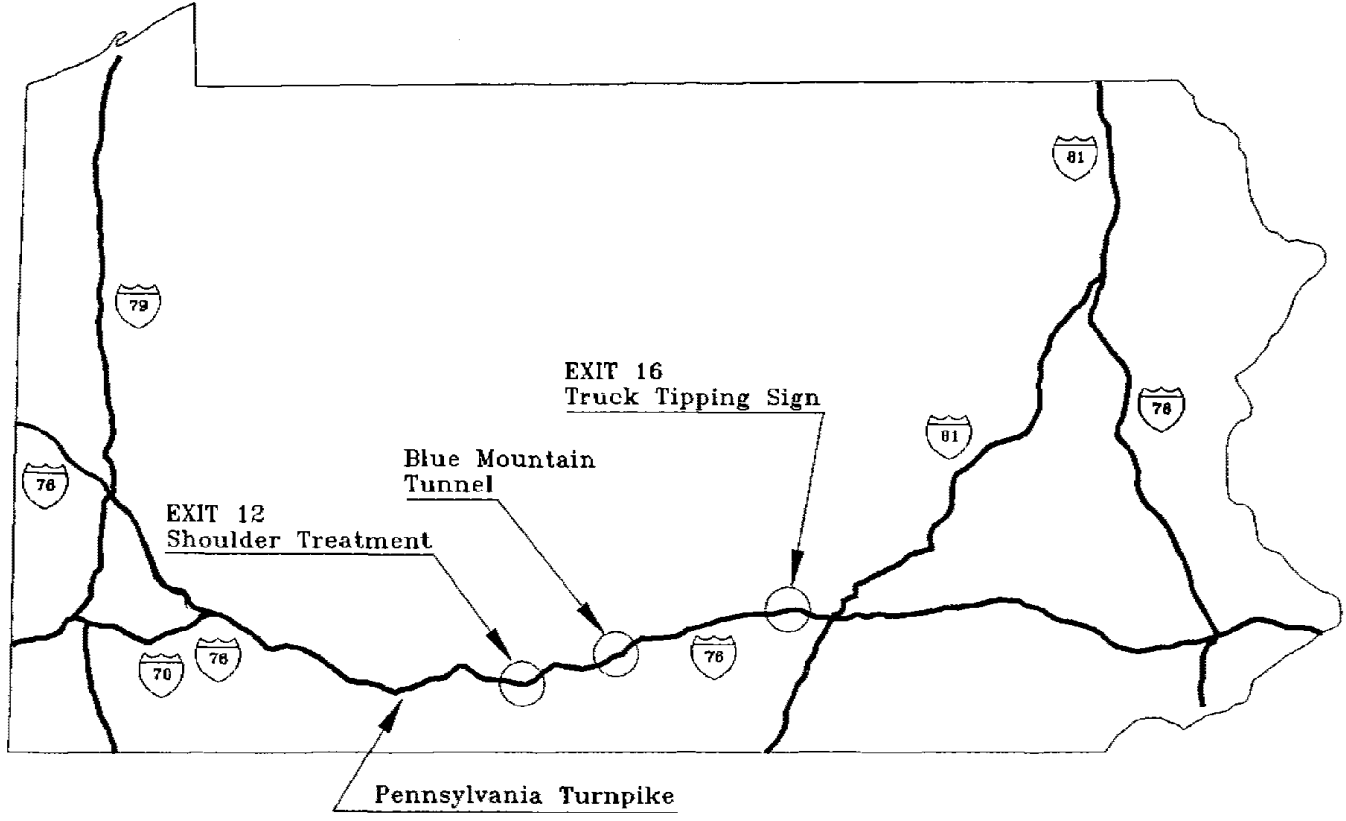 81
79
EXIT 16
Truck Tipping Sign
76
81
Blue Mountain
Tunnel
76
EXIT 12
Shoulder Treatment
70
76
76
Pennsylvania Turnpike